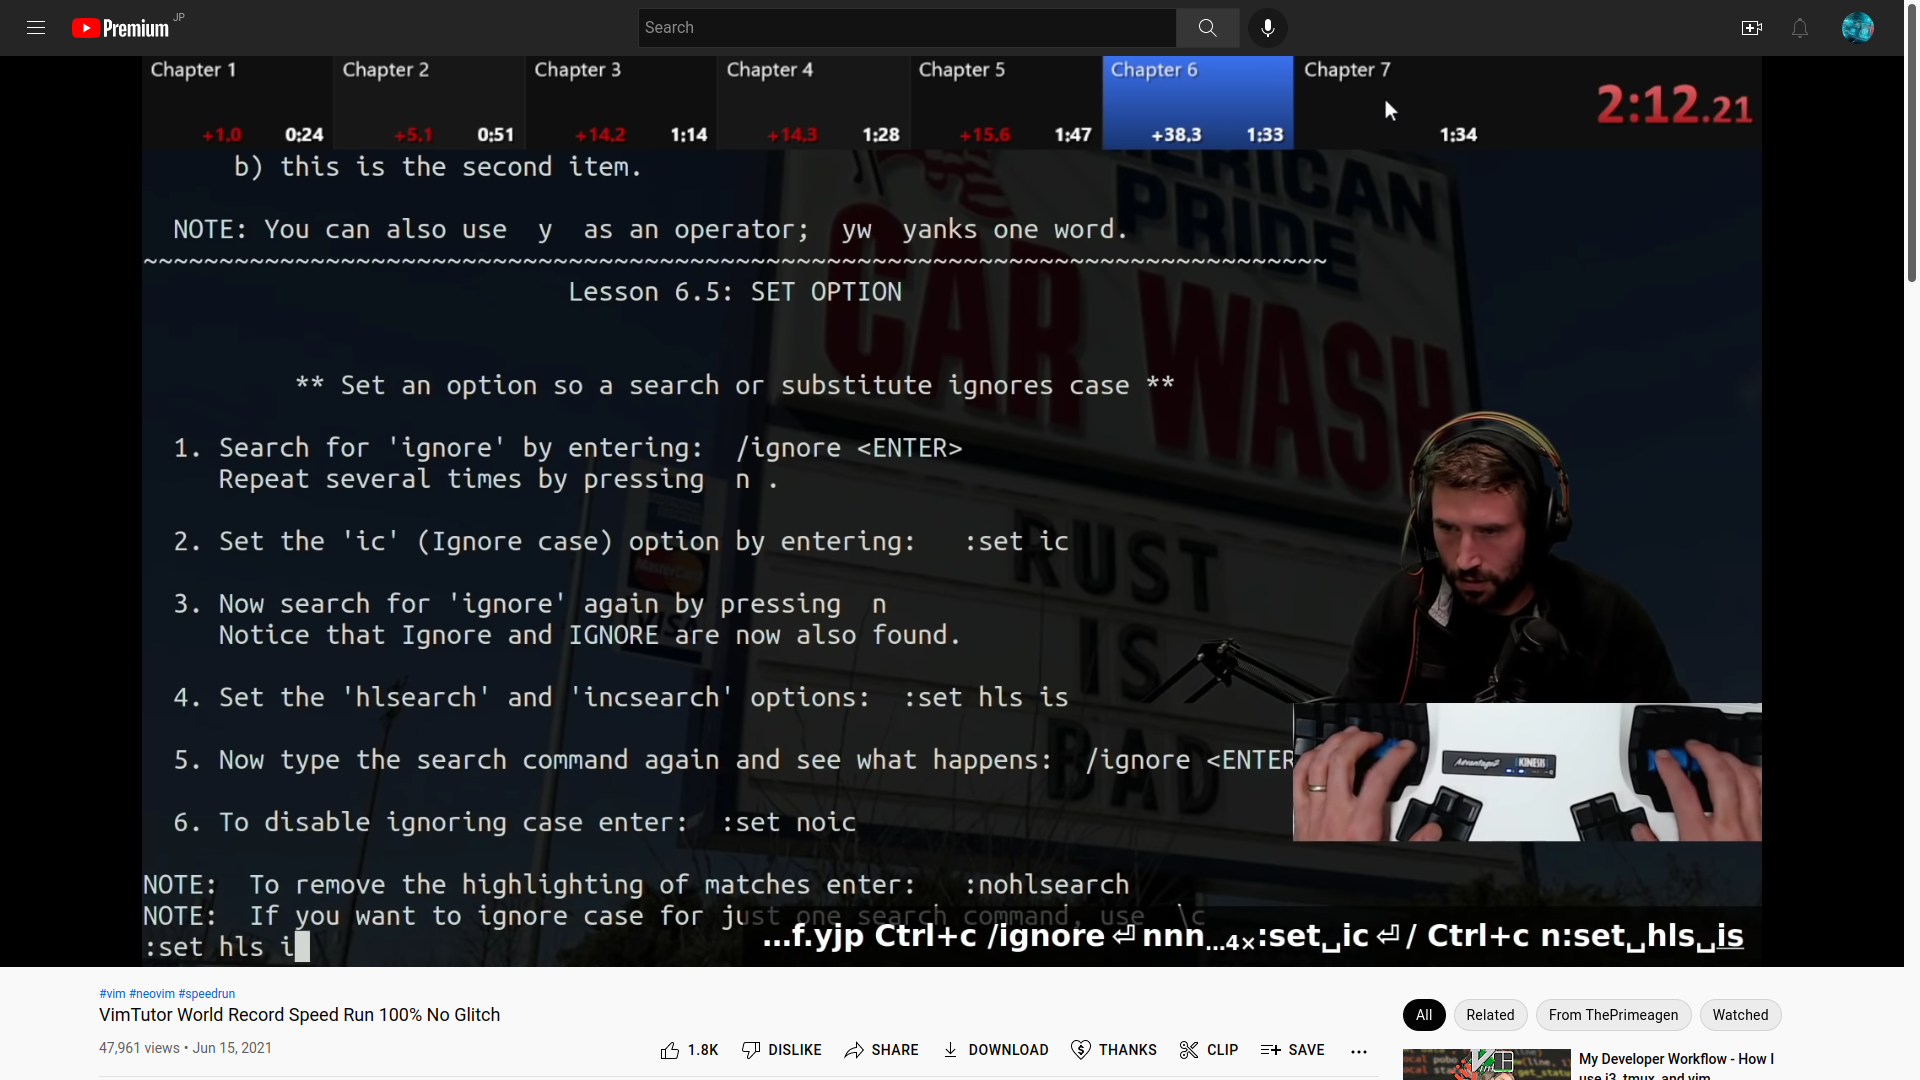 Premium JP
Search
Chapter 1 Chapter 2 Chapter 3 Chapter 4 Chapter 5 Chapter 6 Chapter 7
2:12.21
+1.0 0:24 +5.1 0:51 +14.2 1:14 +14.3 1:28 +15.6 1:47 +38.3 1:33 1:34
b) this is the second item.
NOTE: You can also use y as an operator; yw yanks one word.
~~~~~~~~~~~~~~~~~~~~~~~~~~~~~~~~~~~~~~~~~~~~~~~~~~~~~~~~~~~~~~~~~~~~~~~~~~~~~~
Lesson 6.5: SET OPTION
** Set an option so a search or substitute ignores case **
1. Search for 'ignore' by entering: /ignore <ENTER>
Repeat several times by pressing n .
2. Set the 'ic' (Ignore case) option by entering: :set ic
3. Now search for 'ignore' again by pressing n
Notice that Ignore and IGNORE are now also found.
4. Set the 'hlsearch' and 'incsearch' options: :set hls is
5. Now type the search command again and see what happens: /ignore <ENTER
6. To disable ignoring case enter: :set noic
NOTE: To remove the highlighting of matches enter: :nohlsearch
NOTE: If you want to ignore case for just one search command, use \c
:set hls i
…f.yjp Ctrl+c /ignore⏎nnn…4×:set␣ic⏎/ Ctrl+c n:set␣hls␣is
AMERICAN
PRIDE
CAR WASH
RUST
IS
BAD
MasterCard
VISA
Advantage2 KINESIS
#vim #neovim #speedrun
VimTutor World Record Speed Run 100% No Glitch
47,961 views • Jun 15, 2021
1.8K DISLIKE SHARE DOWNLOAD THANKS CLIP SAVE
All Related From ThePrimeagen Watched
My Developer Workflow - How I
use i3, tmux, and vim